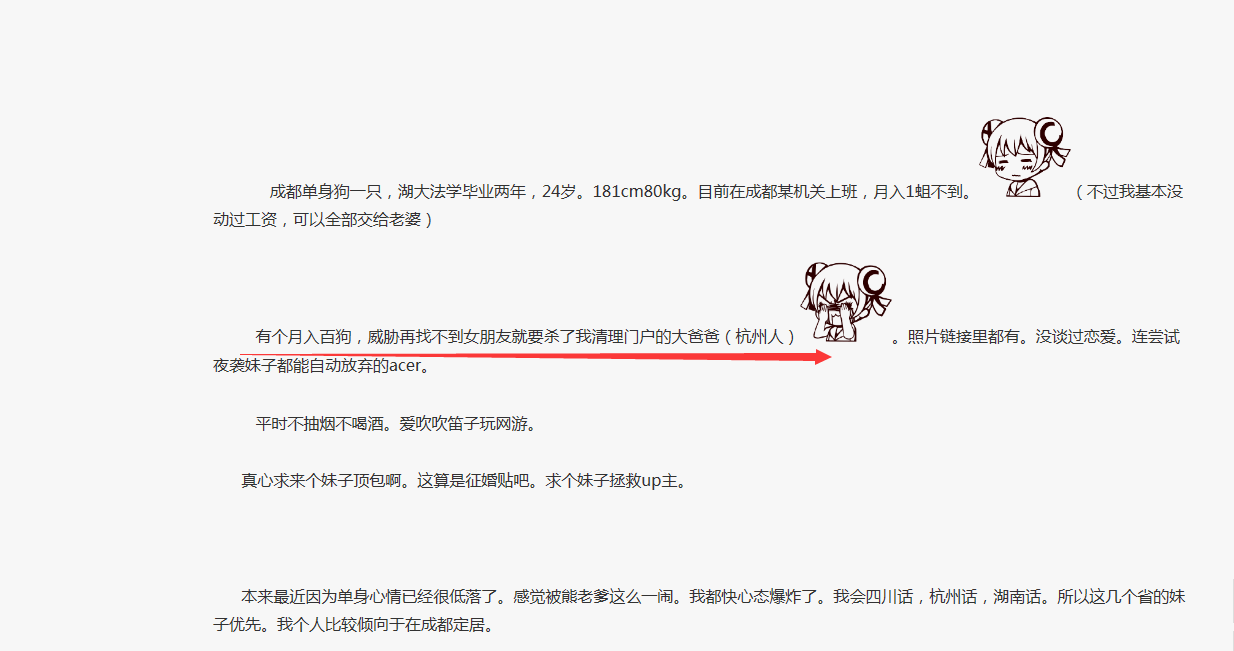 成都单身狗一只，湖大法学毕业两年，24岁。181cm80kg。目前在成都某机关上班，月入1蛆不到。（不过我基本没
动过工资，可以全部交给老婆）
有个月入百狗，威胁再找不到女朋友就要杀了我清理门户的大爸爸（杭州人）。照片链接里都有。没谈过恋爱。连尝试
夜袭妹子都能自动放弃的acer。
平时不抽烟不喝酒。爱吹吹笛子玩网游。
真心求来个妹子顶包啊。这算是征婚贴吧。求个妹子拯救up主。
本来最近因为单身心情已经很低落了。感觉被熊老爹这么一闹。我都快心态爆炸了。我会四川话，杭州话，湖南话。所以这几个省的妹
子优先。我个人比较倾向于在成都定居。